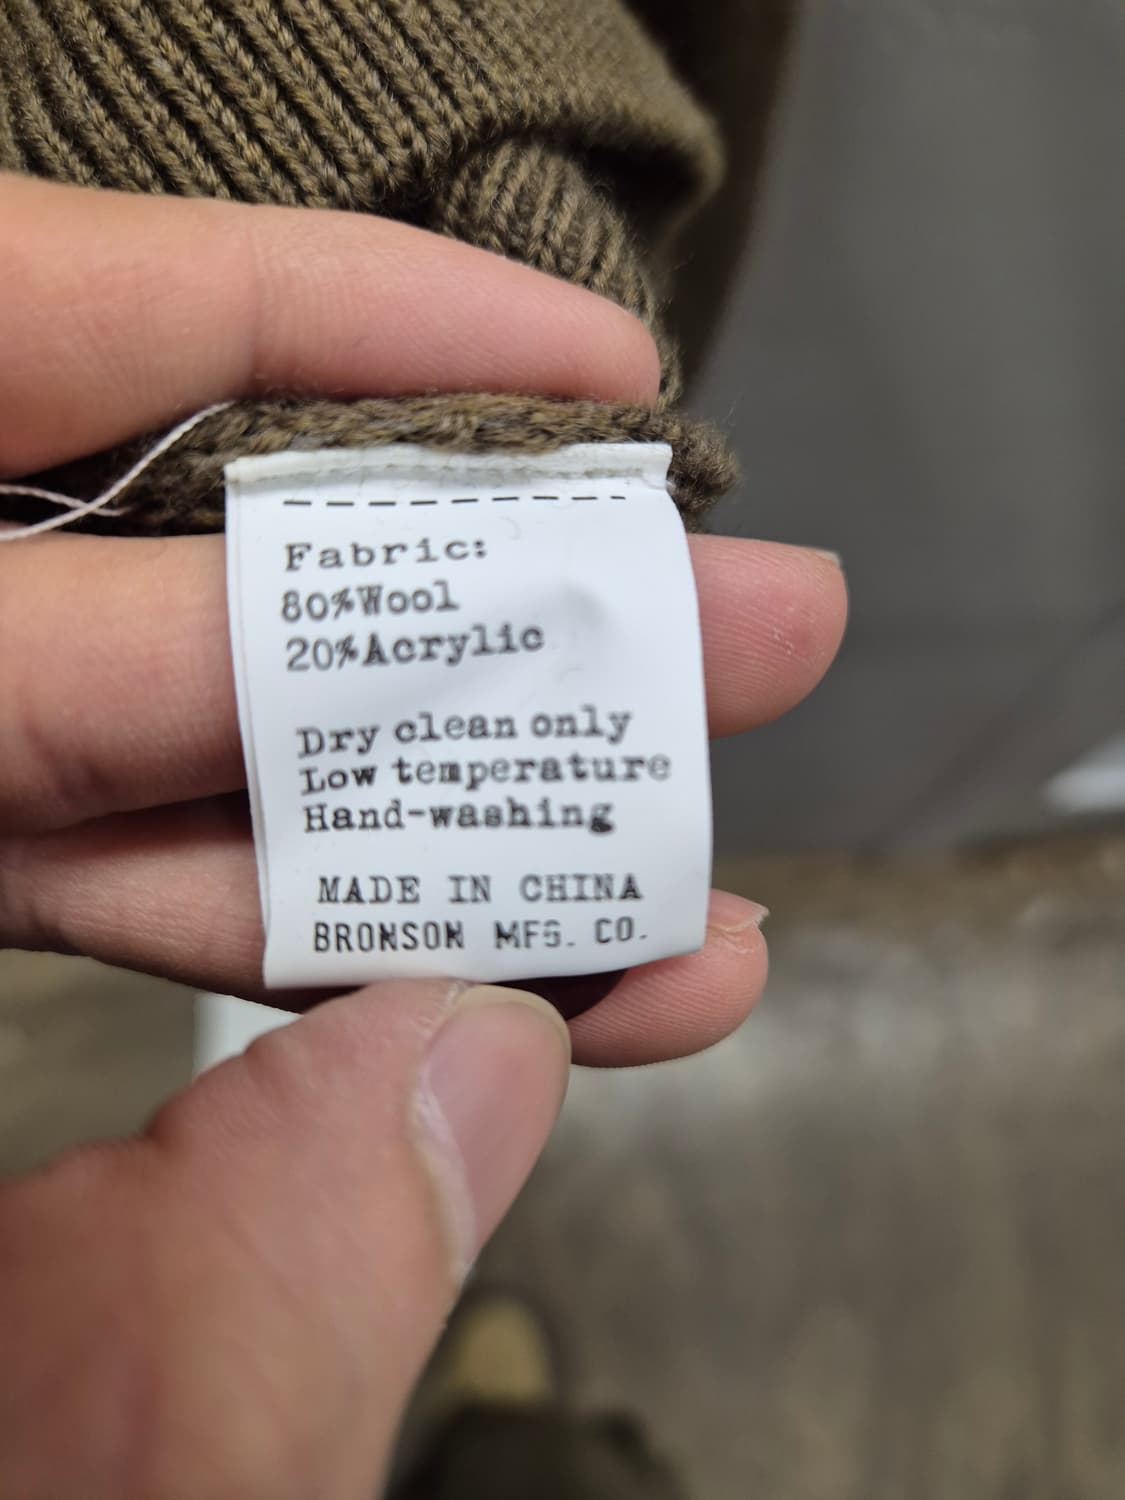 Fabric:
80%Wool
20%Acrylic
Dry clean only
Low temperature
Hand-washing
MADE IN CHINA
BRONSON MFG. CO.